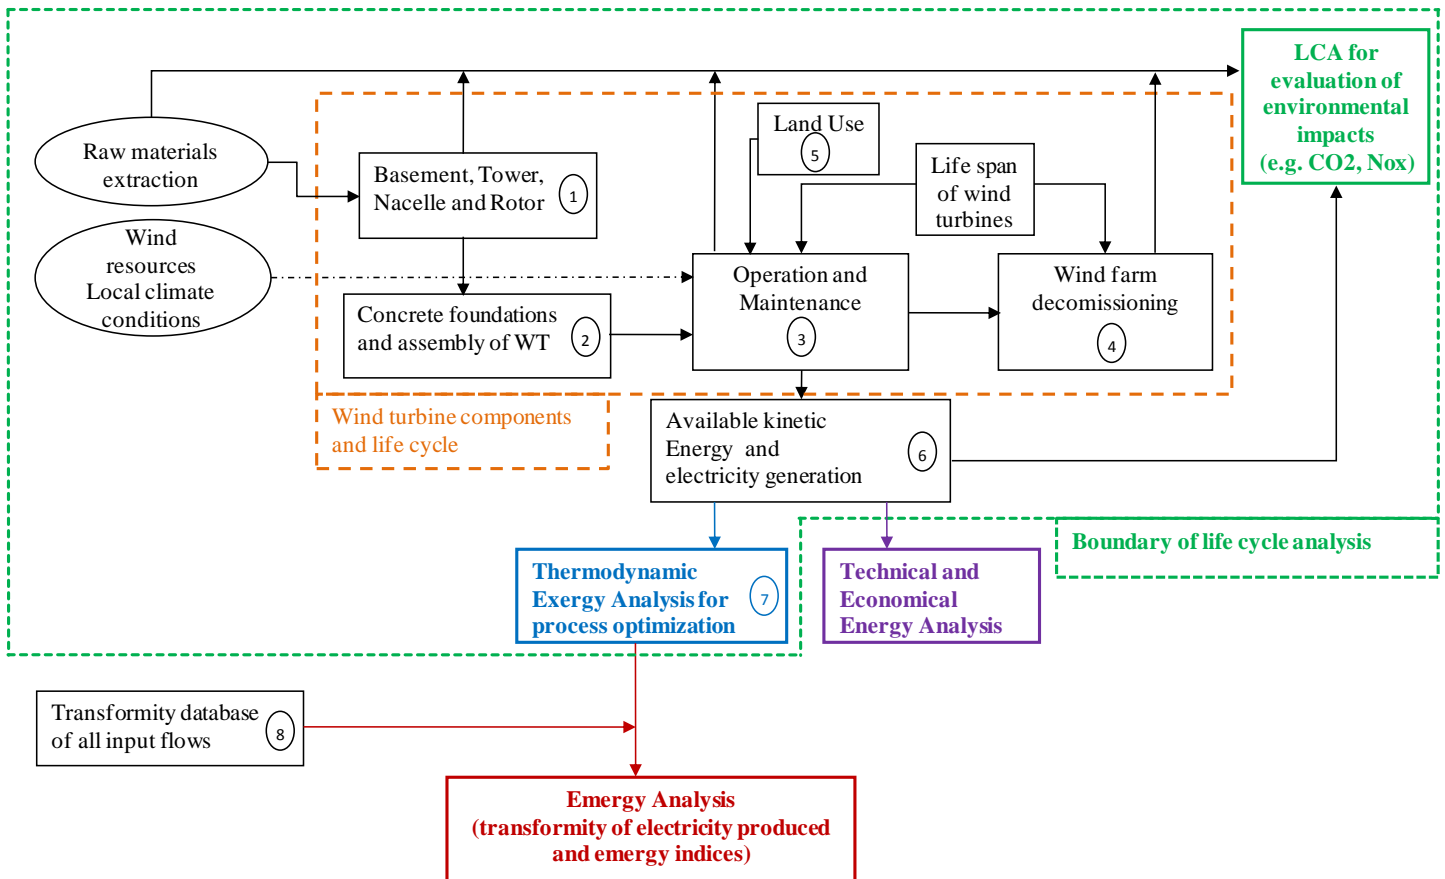 LCA for
evaluation of
environmental
impacts
(e.g. CO2, Nox)
Raw materials
extraction
Land Use
5
Life span
of wind
turbines
Basement, Tower,
Nacelle and Rotor
1
Wind
resources
Local climate
conditions
Operation and
Maintenance
3
Wind farm
decomissioning
4
Concrete foundations
and assembly of WT
2
Wind turbine components
and life cycle
Available kinetic
Energy and
electricity generation
6
Boundary of life cycle analysis
Thermodynamic
Exergy Analysis for
process optimization
7
Technical and
Economical
Energy Analysis
Transformity database
of all input flows
8
Emergy Analysis
(transformity of electricity produced
and emergy indices)